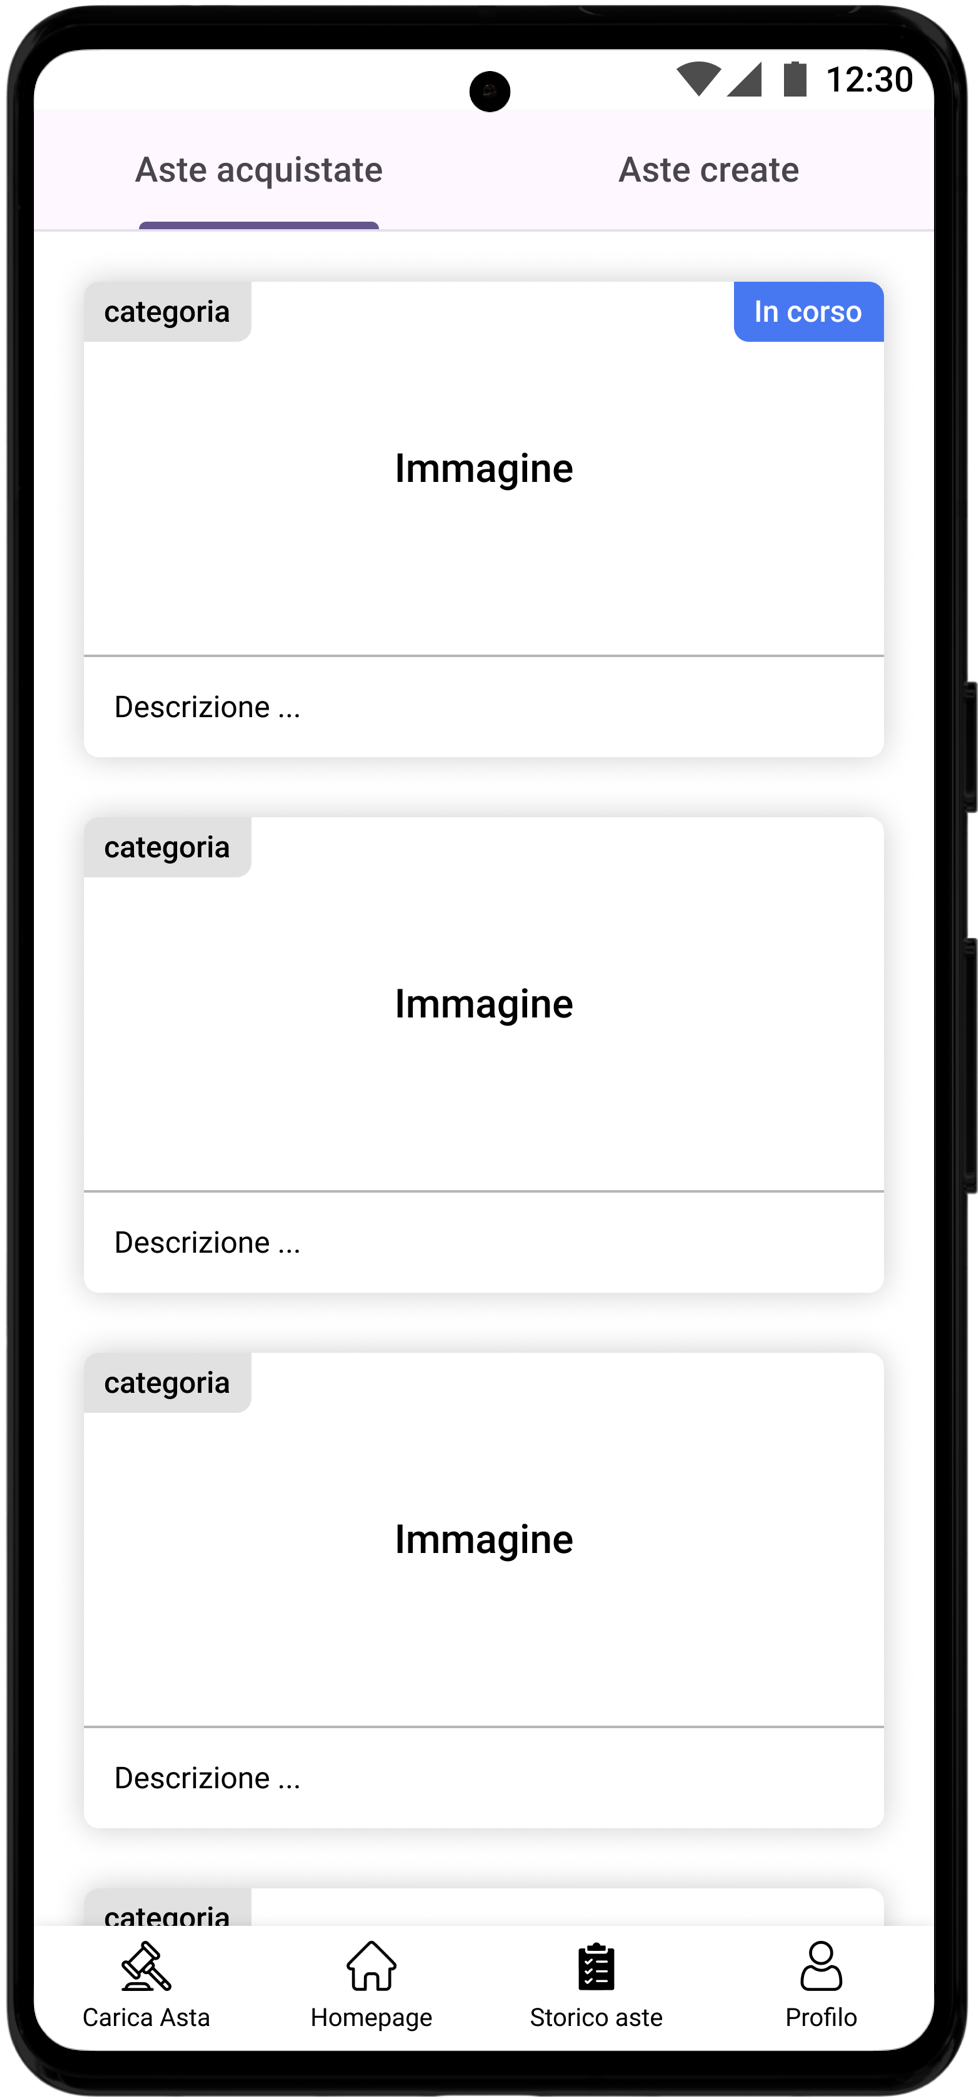 12:30
Aste acquistate
Aste create
categoria
In corso
Immagine
Descrizione ...
categoria
Immagine
Descrizione ...
categoria
Immagine
Descrizione ...
categoria
Carica Asta
Homepage
Storico aste
Profilo